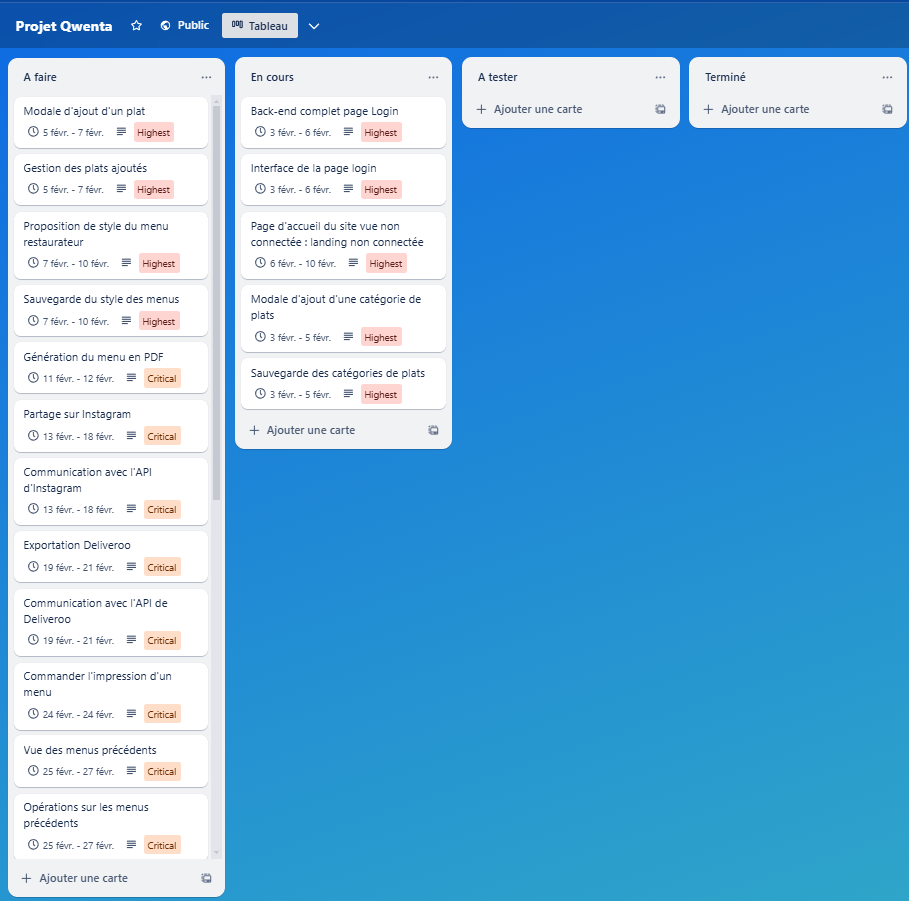 Projet Qwenta
Public
Tableau
A faire
Modale d'ajout d'un plat
5 févr. - 7 févr.
Highest
Gestion des plats ajoutés
5 févr. - 7 févr.
Highest
Proposition de style du menu
restaurateur
7 févr. - 10 févr.
Highest
Sauvegarde du style des menus
7 févr. - 10 févr.
Highest
Génération du menu en PDF
11 févr. - 12 févr.
Critical
Partage sur Instagram
13 févr. - 18 févr.
Critical
Communication avec l'API
d'Instagram
13 févr. - 18 févr.
Critical
Exportation Deliveroo
19 févr. - 21 févr.
Critical
Communication avec l'API de
Deliveroo
19 févr. - 21 févr.
Critical
Commander l'impression d'un
menu
24 févr. - 24 févr.
Critical
Vue des menus précédents
25 févr. - 27 févr.
Critical
Opérations sur les menus
précédents
25 févr. - 27 févr.
Critical
Ajouter une carte
En cours
Back-end complet page Login
3 févr. - 6 févr.
Highest
Interface de la page login
3 févr. - 6 févr.
Highest
Page d'accueil du site vue non
connectée : landing non connectée
6 févr. - 10 févr.
Highest
Modale d'ajout d'une catégorie de
plats
3 févr. - 5 févr.
Highest
Sauvegarde des catégories de plats
3 févr. - 5 févr.
Highest
Ajouter une carte
A tester
Ajouter une carte
Terminé
Ajouter une carte